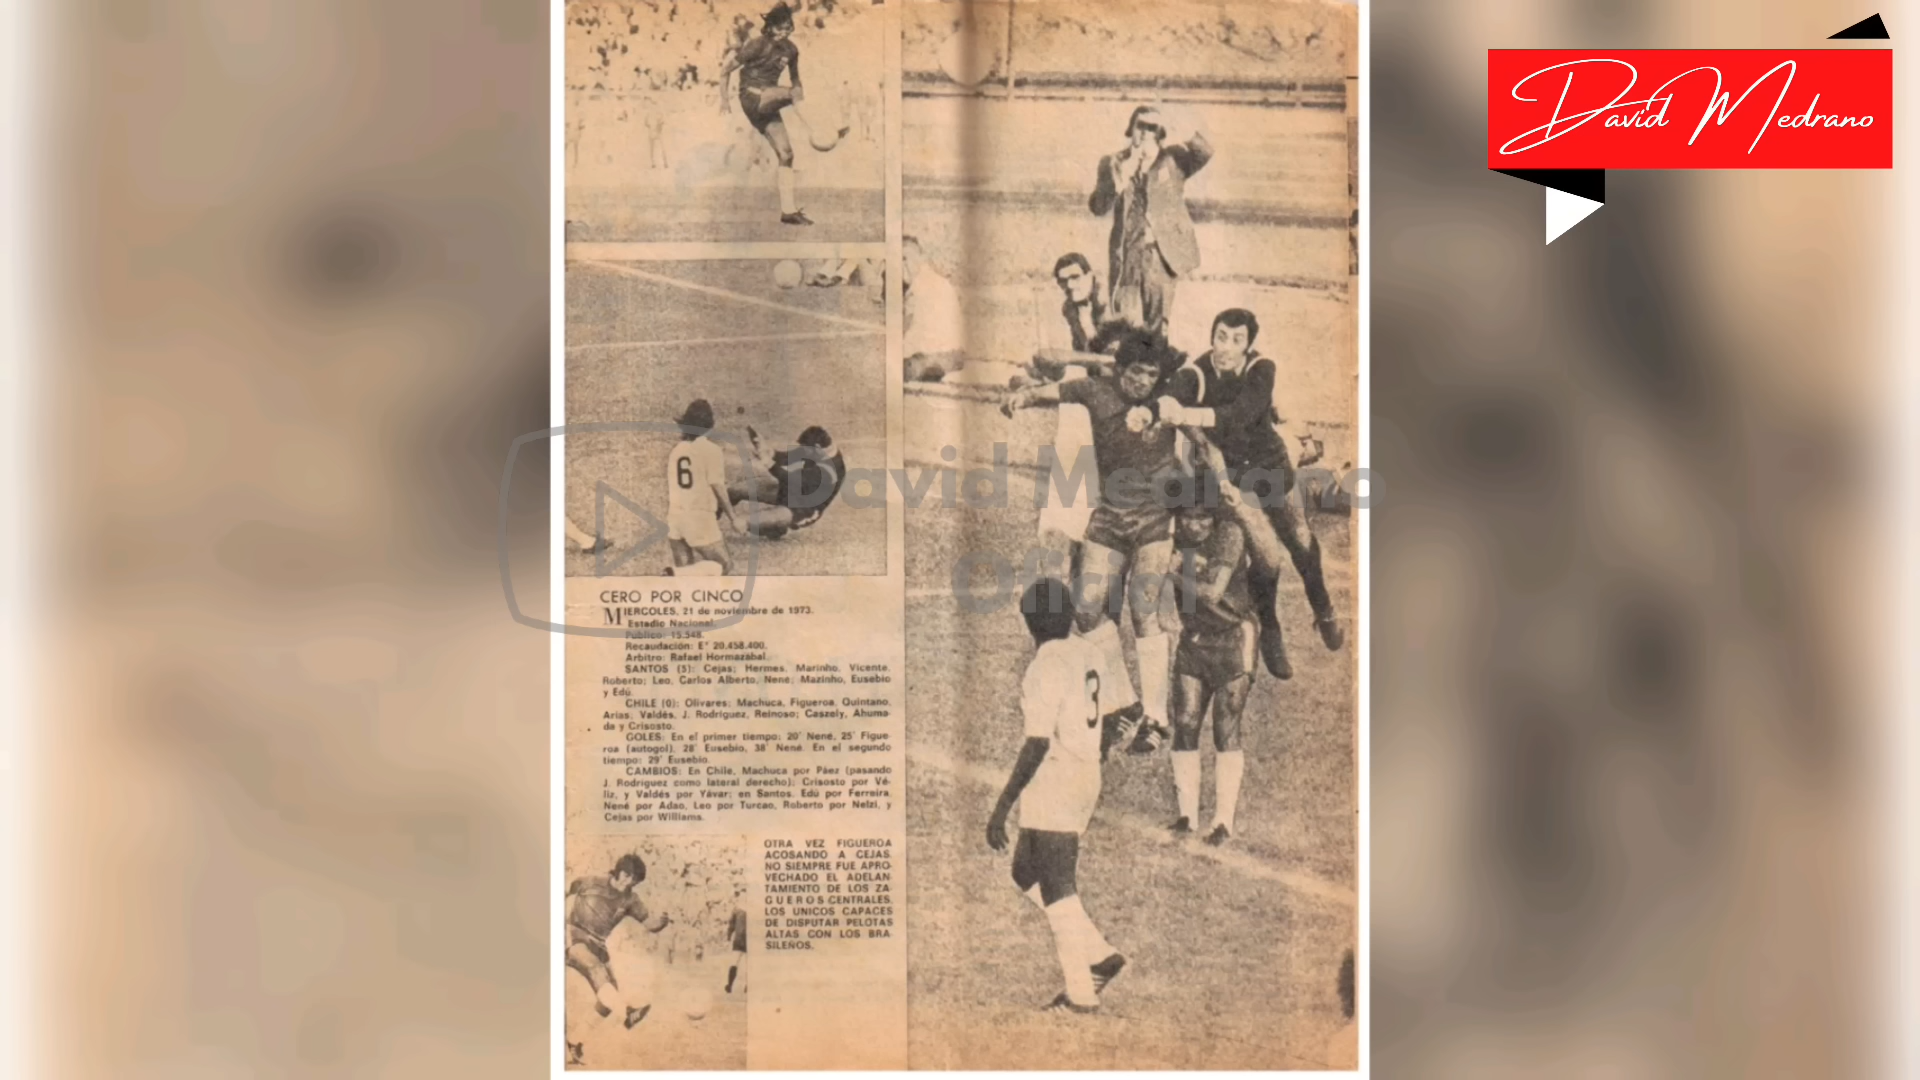 David Medrano
6
3
David Medrano
Oficial
CERO POR CINCO
MIERCOLES, 21 de noviembre de 1973.
Estadio Nacional.
Público: 15.548.
Recaudación: Eº 20.458.400.
Arbitro: Rafael Hormazábal.
SANTOS (5): Cejas; Hermes, Marinho, Vicente,
Roberto; Leo, Carlos Alberto, Nené; Mazinho, Eusebio
y Edú.
CHILE (0): Olivares; Machuca, Figueroa, Quintano,
Arias, Valdés, J. Rodríguez, Reinoso; Caszely, Ahuma-
da y Crisosto.
GOLES: En el primer tiempo: 20' Nené, 25' Figue-
roa (autogol), 28' Eusebio, 38' Nené. En el segundo
tiempo: 29' Eusebio.
CAMBIOS: En Chile, Machuca por Páez (pasando
J. Rodríguez como lateral derecho); Crisosto por Vé-
liz, y Valdés por Yávar; en Santos, Edú por Ferreira,
Nené por Adao, Leo por Turcao, Roberto por Nelzi, y
Cejas por Williams.
OTRA VEZ FIGUEROA
ACOSANDO A CEJAS.
NO SIEMPRE FUE APRO-
VECHADO EL ADELAN-
TAMIENTO DE LOS ZA-
GUEROS CENTRALES,
LOS UNICOS CAPACES
DE DISPUTAR PELOTAS
ALTAS CON LOS BRA-
SILEÑOS.